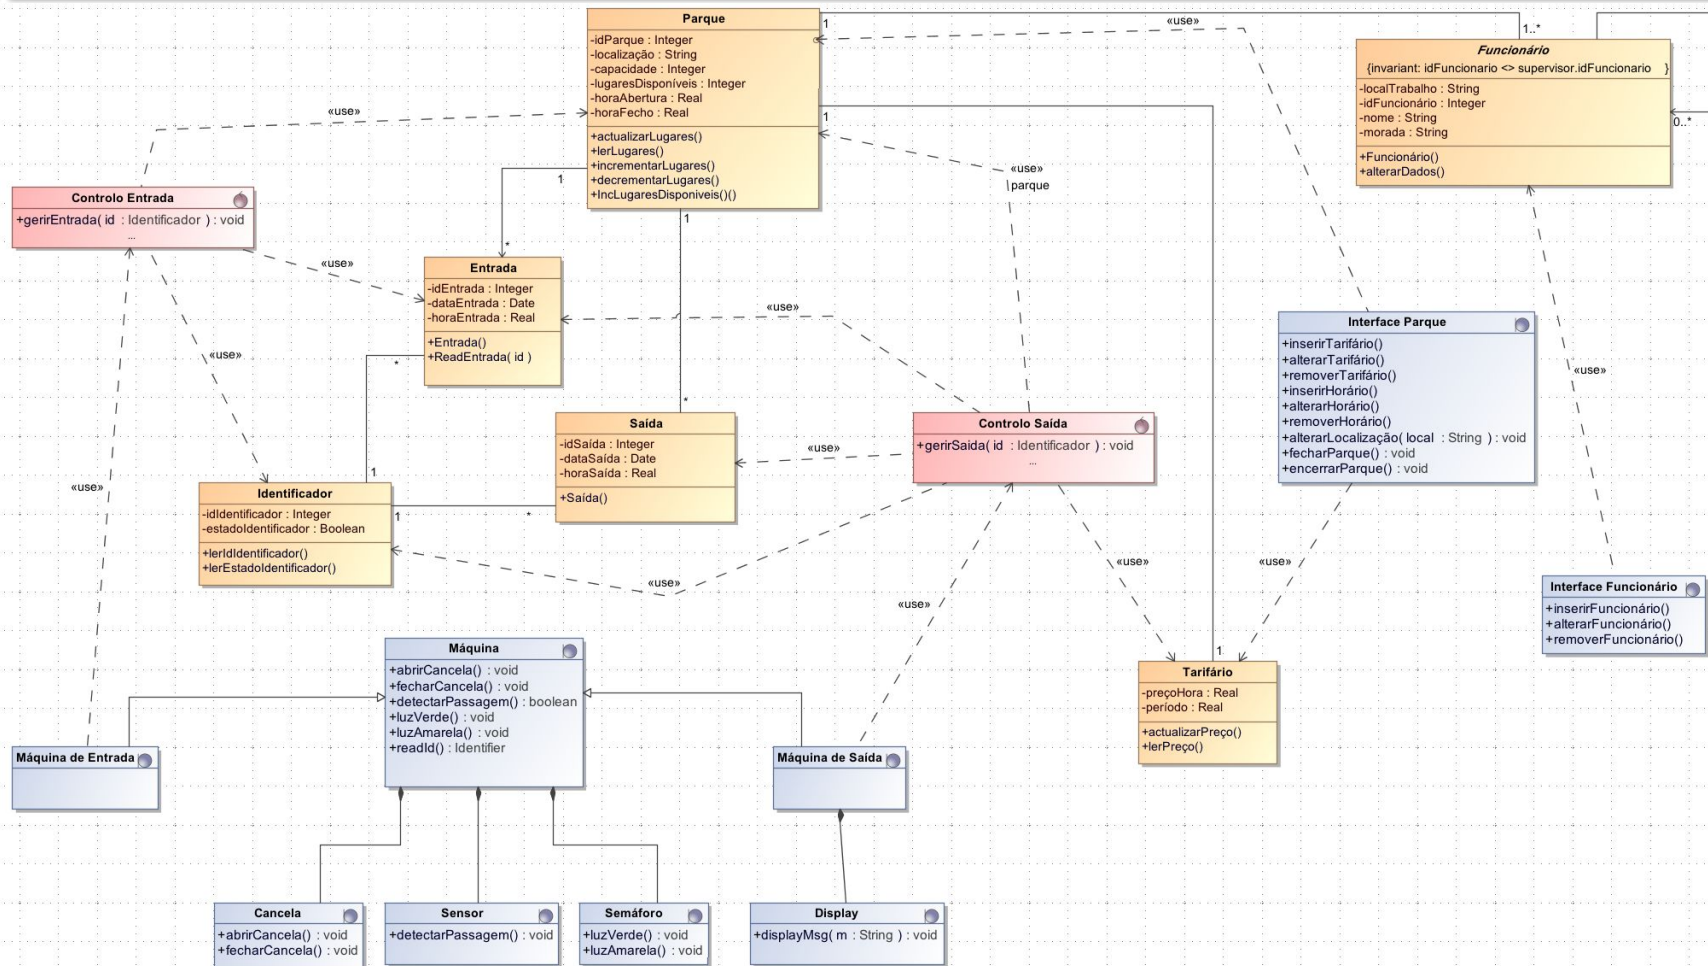 Parque
-idParque : Integer
-localização : String
-capacidade : Integer
-lugaresDisponíveis : Integer
-horaAbertura : Real
-horaFecho : Real
+actualizarLugares()
+lerLugares()
+incrementarLugares()
+decrementarLugares()
+IncLugaresDisponiveis()()
1
«use»
1..*
Funcionário
{invariant: idFuncionario <> supervisor.idFuncionario }
-localTrabalho : String
-idFuncionário : Integer
-nome : String
-morada : String
+Funcionário()
+alterarDados()
0..*
«use»
1
1
1
«use»
parque
Controlo Entrada
+gerirEntrada( id : Identificador ) : void
...
«use»
*
Entrada
-idEntrada : Integer
-dataEntrada : Date
-horaEntrada : Real
+Entrada()
+ReadEntrada( id )
«use»
«use»
*
*
Interface Parque
+inserirTarifário()
+alterarTarifário()
+removerTarifário()
+inserirHorário()
+alterarHorário()
+removerHorário()
+alterarLocalização( local : String ) : void
+fecharParque() : void
+encerrarParque() : void
«use»
Saída
-idSaída : Integer
-dataSaída : Date
-horaSaída : Real
+Saída()
«use»
Controlo Saída
+gerirSaida( id : Identificador ) : void
...
«use»
1
Identificador
-idIdentificador : Integer
-estadoIdentificador : Boolean
+lerIdIdentificador()
+lerEstadoIdentificador()
1
*
«use»
«use»
«use»
«use»
Interface Funcionário
+inserirFuncionário()
+alterarFuncionário()
+removerFuncionário()
Máquina
+abrirCancela() : void
+fecharCancela() : void
+detectarPassagem() : boolean
+luzVerde() : void
+luzAmarela() : void
+readId() : Identifier
1
Tarifário
-preçoHora : Real
-período : Real
+actualizarPreço()
+lerPreço()
Máquina de Entrada
Máquina de Saída
Cancela
+abrirCancela() : void
+fecharCancela() : void
Sensor
+detectarPassagem() : void
Semáforo
+luzVerde() : void
+luzAmarela() : void
Display
+displayMsg( m : String ) : void